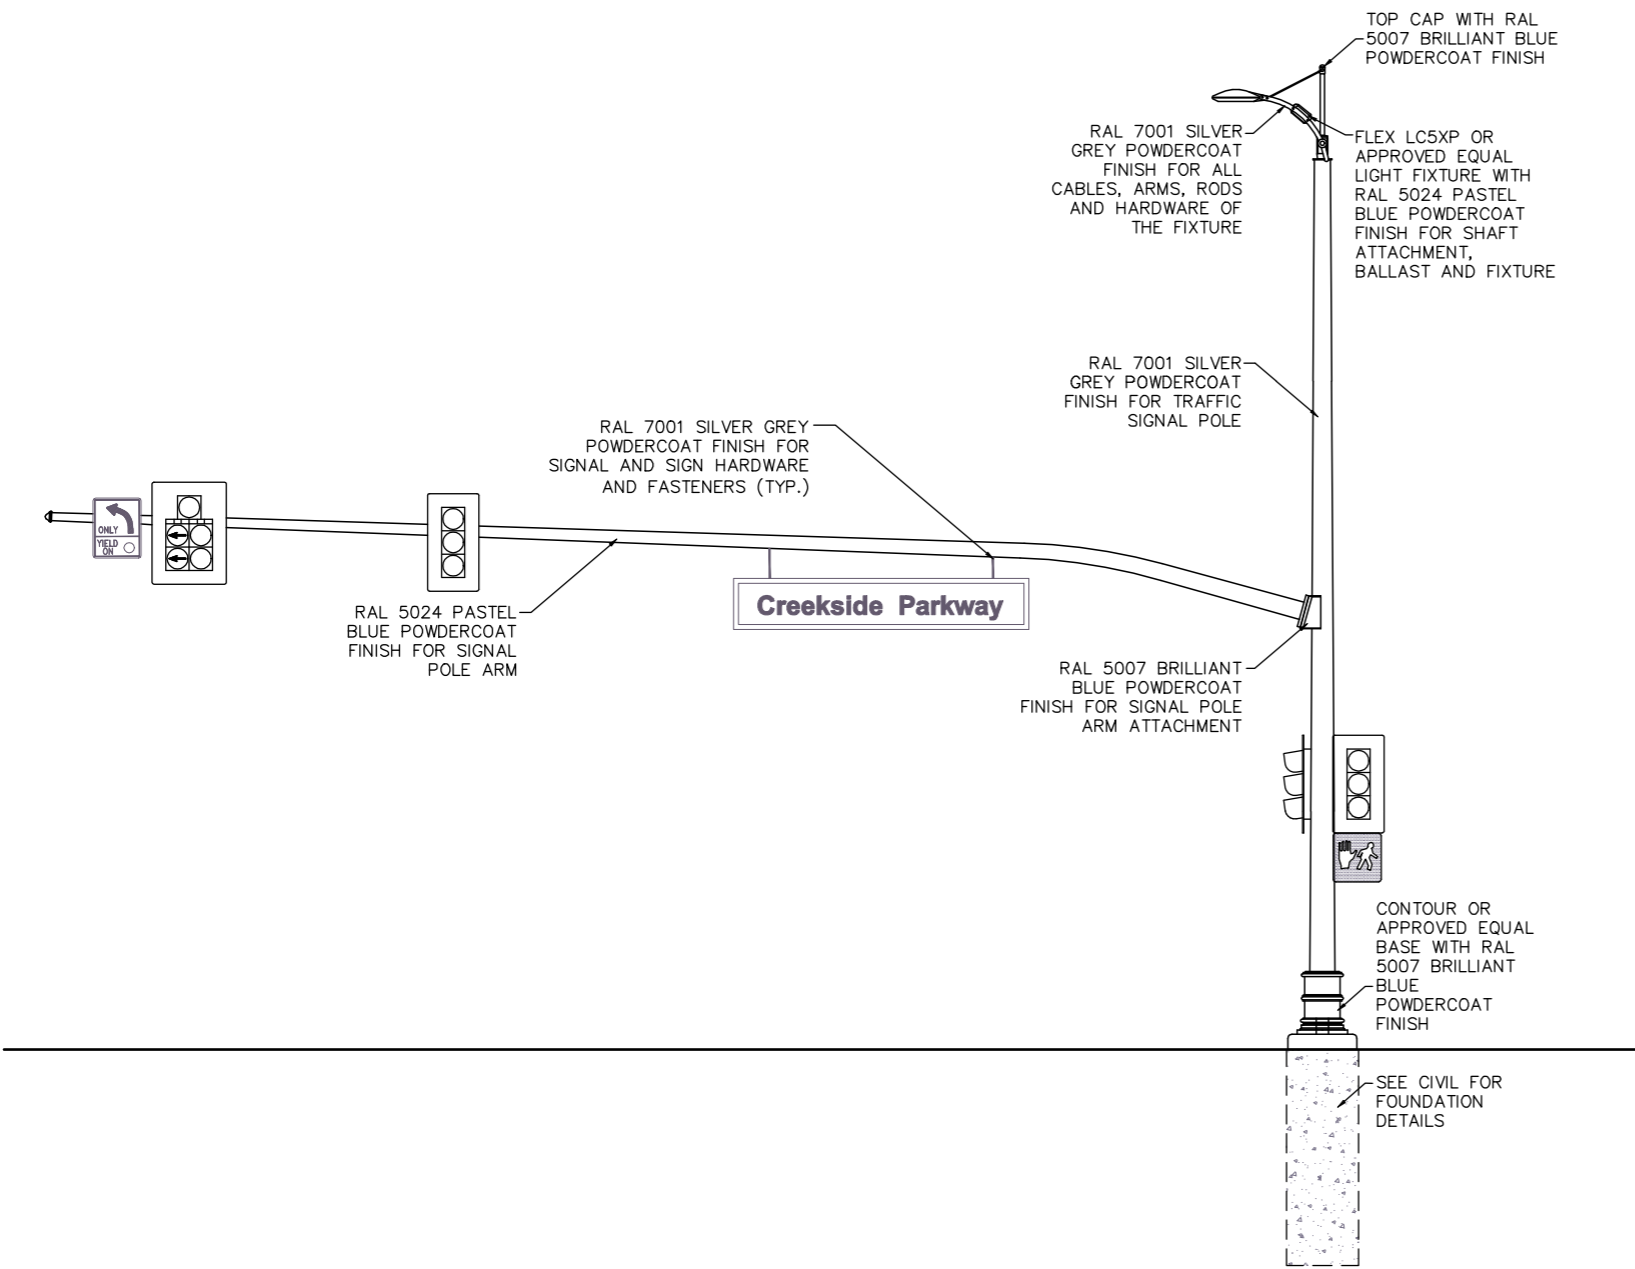 TOP CAP WITH RAL
5007 BRILLIANT BLUE
POWDERCOAT FINISH
RAL 7001 SILVER
GREY POWDERCOAT
FINISH FOR ALL
CABLES, ARMS, RODS
AND HARDWARE OF
THE FIXTURE
FLEX LC5XP OR
APPROVED EQUAL
LIGHT FIXTURE WITH
RAL 5024 PASTEL
BLUE POWDERCOAT
FINISH FOR SHAFT
ATTACHMENT,
BALLAST AND FIXTURE
RAL 7001 SILVER
GREY POWDERCOAT
FINISH FOR TRAFFIC
SIGNAL POLE
RAL 7001 SILVER GREY
POWDERCOAT FINISH FOR
SIGNAL AND SIGN HARDWARE
AND FASTENERS (TYP.)
ONLY
YIELD
ON
Creekside Parkway
RAL 5024 PASTEL
BLUE POWDERCOAT
FINISH FOR SIGNAL
POLE ARM
RAL 5007 BRILLIANT
BLUE POWDERCOAT
FINISH FOR SIGNAL POLE
ARM ATTACHMENT
CONTOUR OR
APPROVED EQUAL
BASE WITH RAL
5007 BRILLIANT
BLUE
POWDERCOAT
FINISH
SEE CIVIL FOR
FOUNDATION
DETAILS